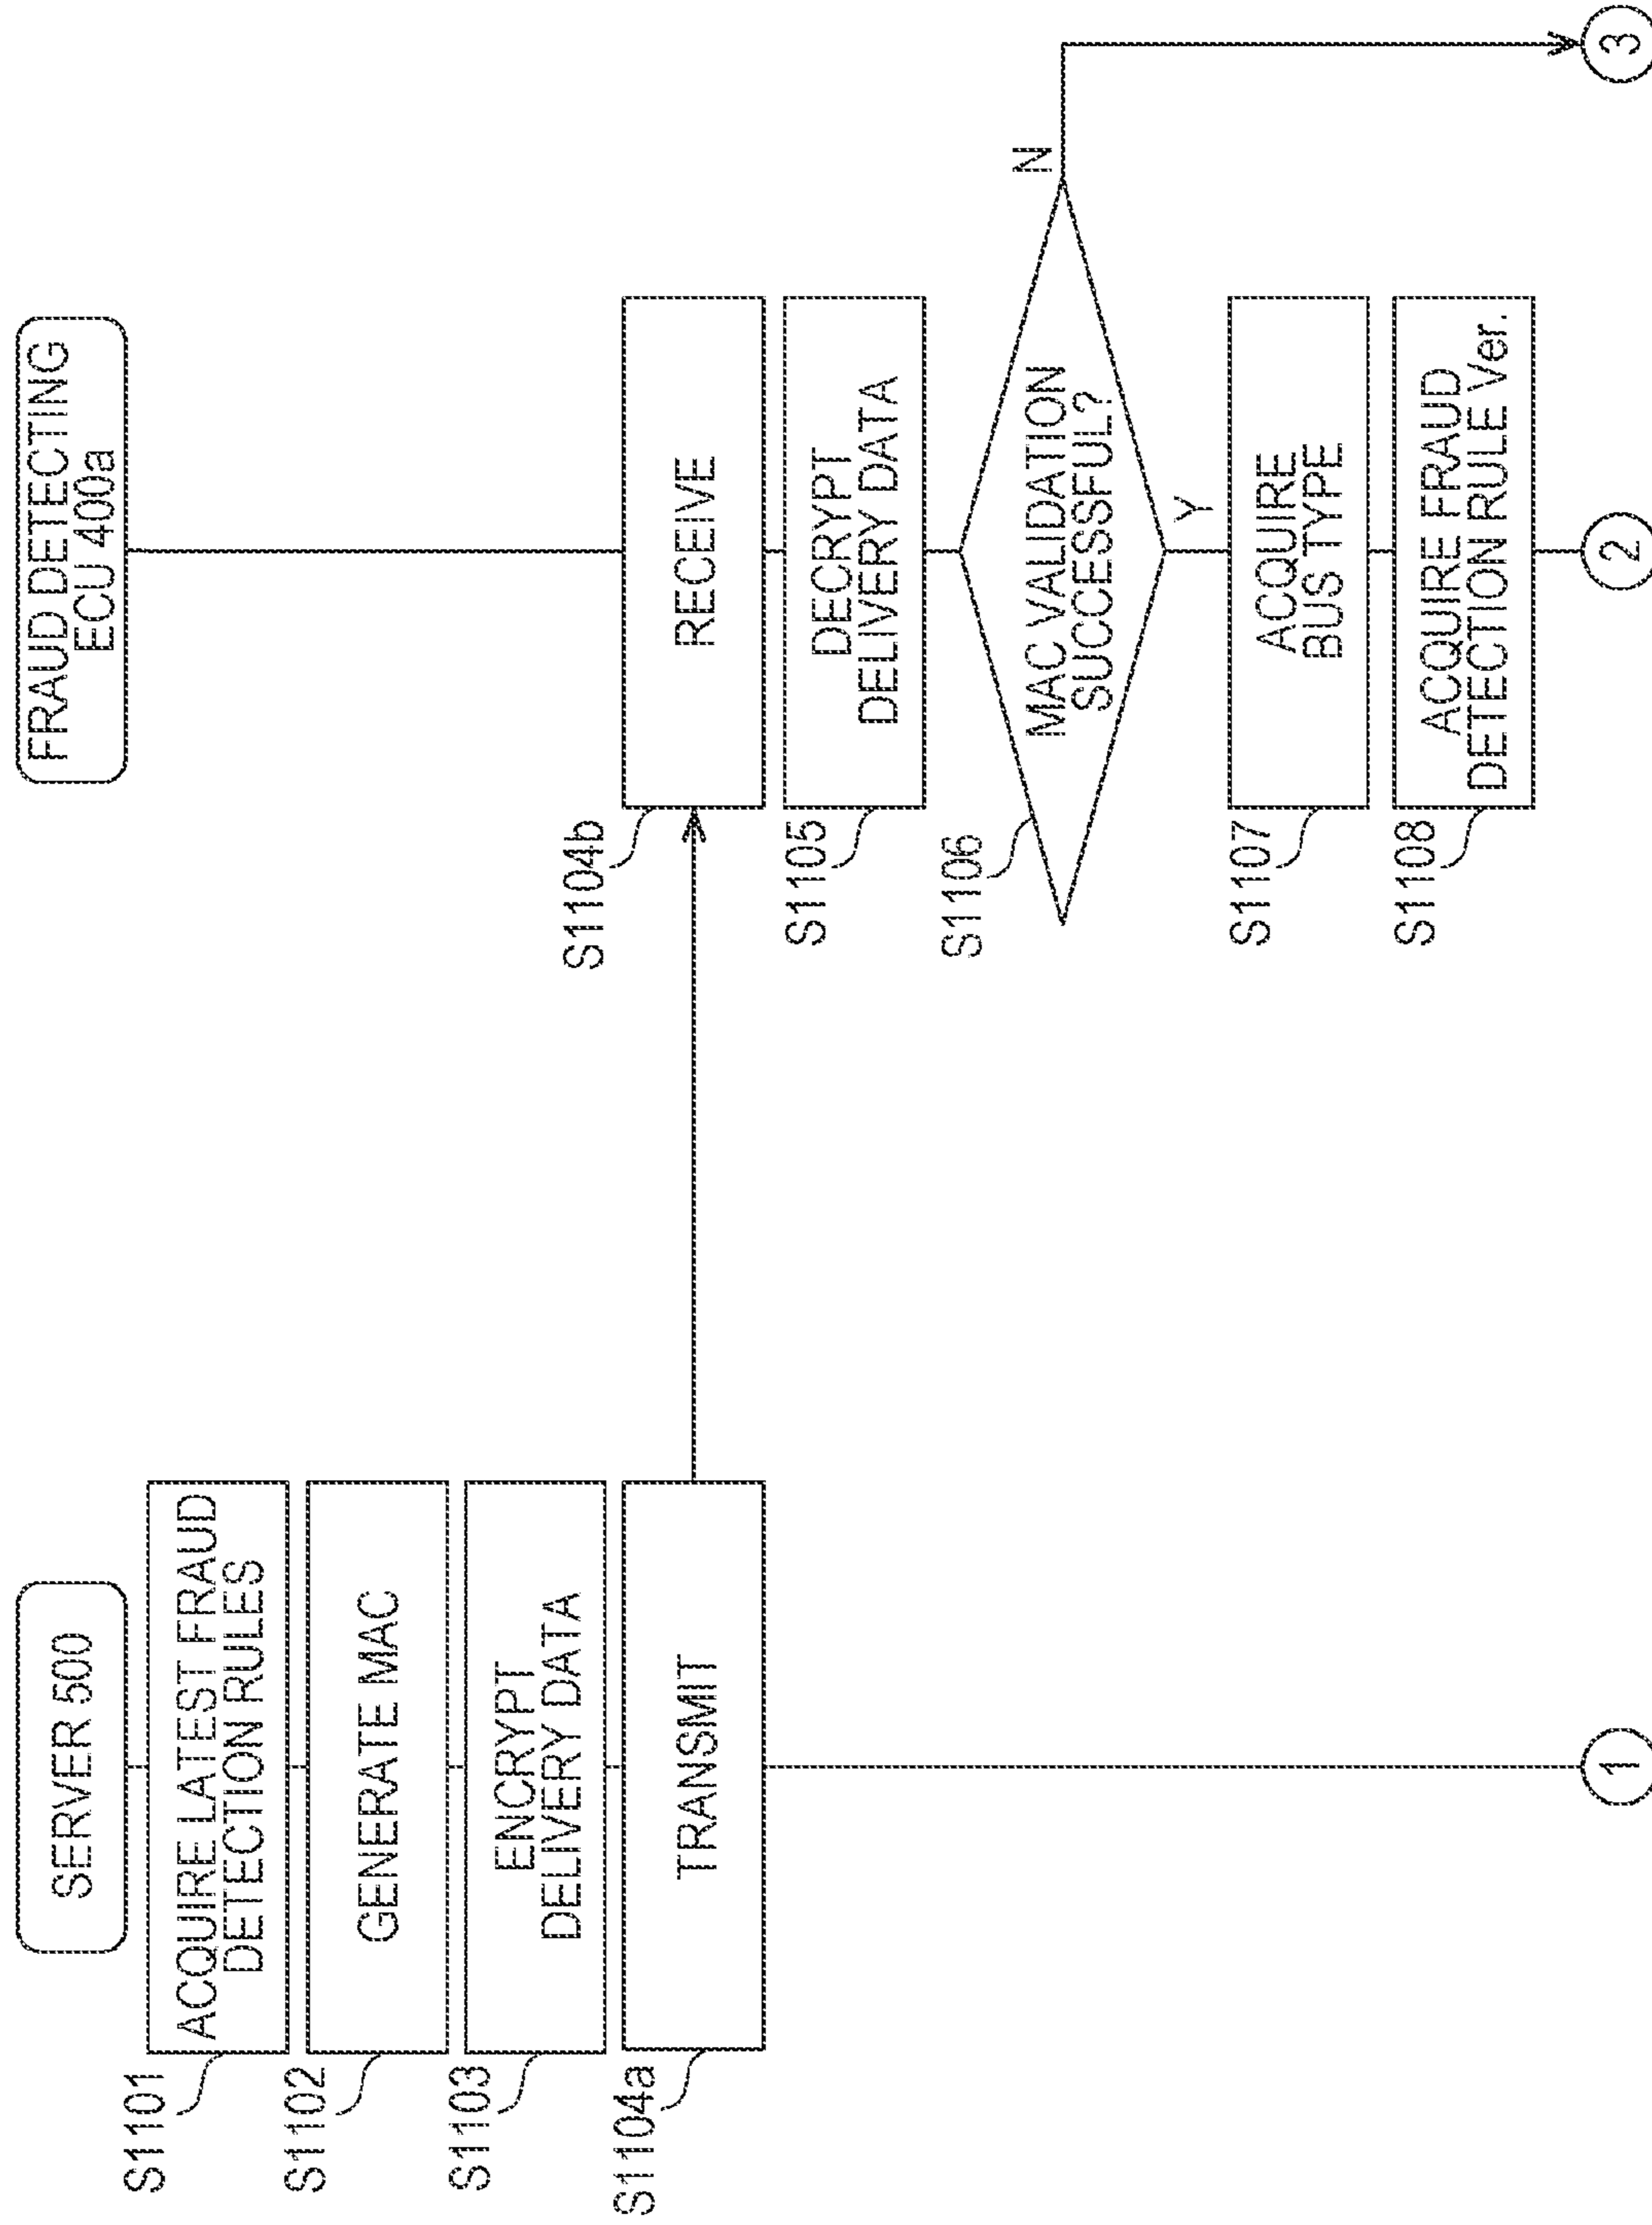 SERVER 500
S1101
ACQUIRE LATEST FRAUD
DETECTION RULES
S1102
GENERATE MAC
S1103
ENCRYPT
DELIVERY DATA
S1104a
TRANSMIT
1
FRAUD DETECTING
ECU 400a
S1104b
RECEIVE
S1105
DECRYPT
DELIVERY DATA
S1106
MAC VALIDATION
SUCCESSFUL?
N
Y
S1107
ACQUIRE
BUS TYPE
S1108
ACQUIRE FRAUD
DETECTION RULE Ver.
2
3